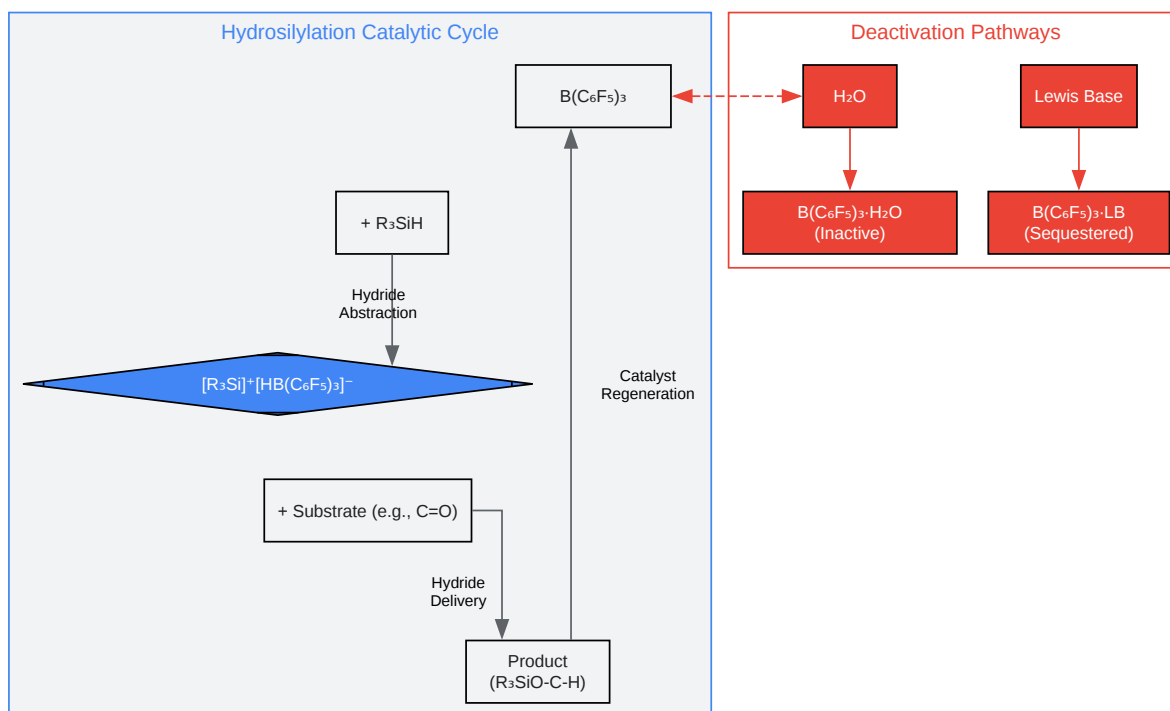 Hydrosilylation Catalytic Cycle
B(C₆F₅)₃
+ R₃SiH
Hydride
Abstraction
[R₃Si]⁺[HB(C₆F₅)₃]⁻
Catalyst
Regeneration
+ Substrate (e.g., C=O)
Hydride
Delivery
Product
(R₃SiO-C-H)
Deactivation Pathways
H₂O
Lewis Base
B(C₆F₅)₃·H₂O
(Inactive)
B(C₆F₅)₃·LB
(Sequestered)